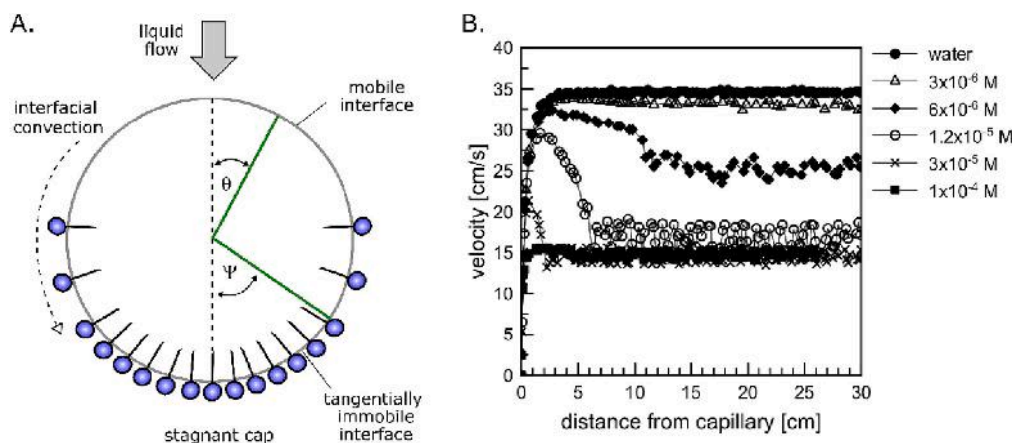 A.
liquid
flow
mobile
interface
interfacial
convection
θ
Ψ
tangentially
immobile
interface
stagnant cap
B.
40
35
30
25
20
15
10
5
0
velocity [cm/s]
0 5 10 15 20 25 30
distance from capillary [cm]
water
3x10⁻⁶ M
6x10⁻⁶ M
1.2x10⁻⁵ M
3x10⁻⁵ M
1x10⁻⁴ M